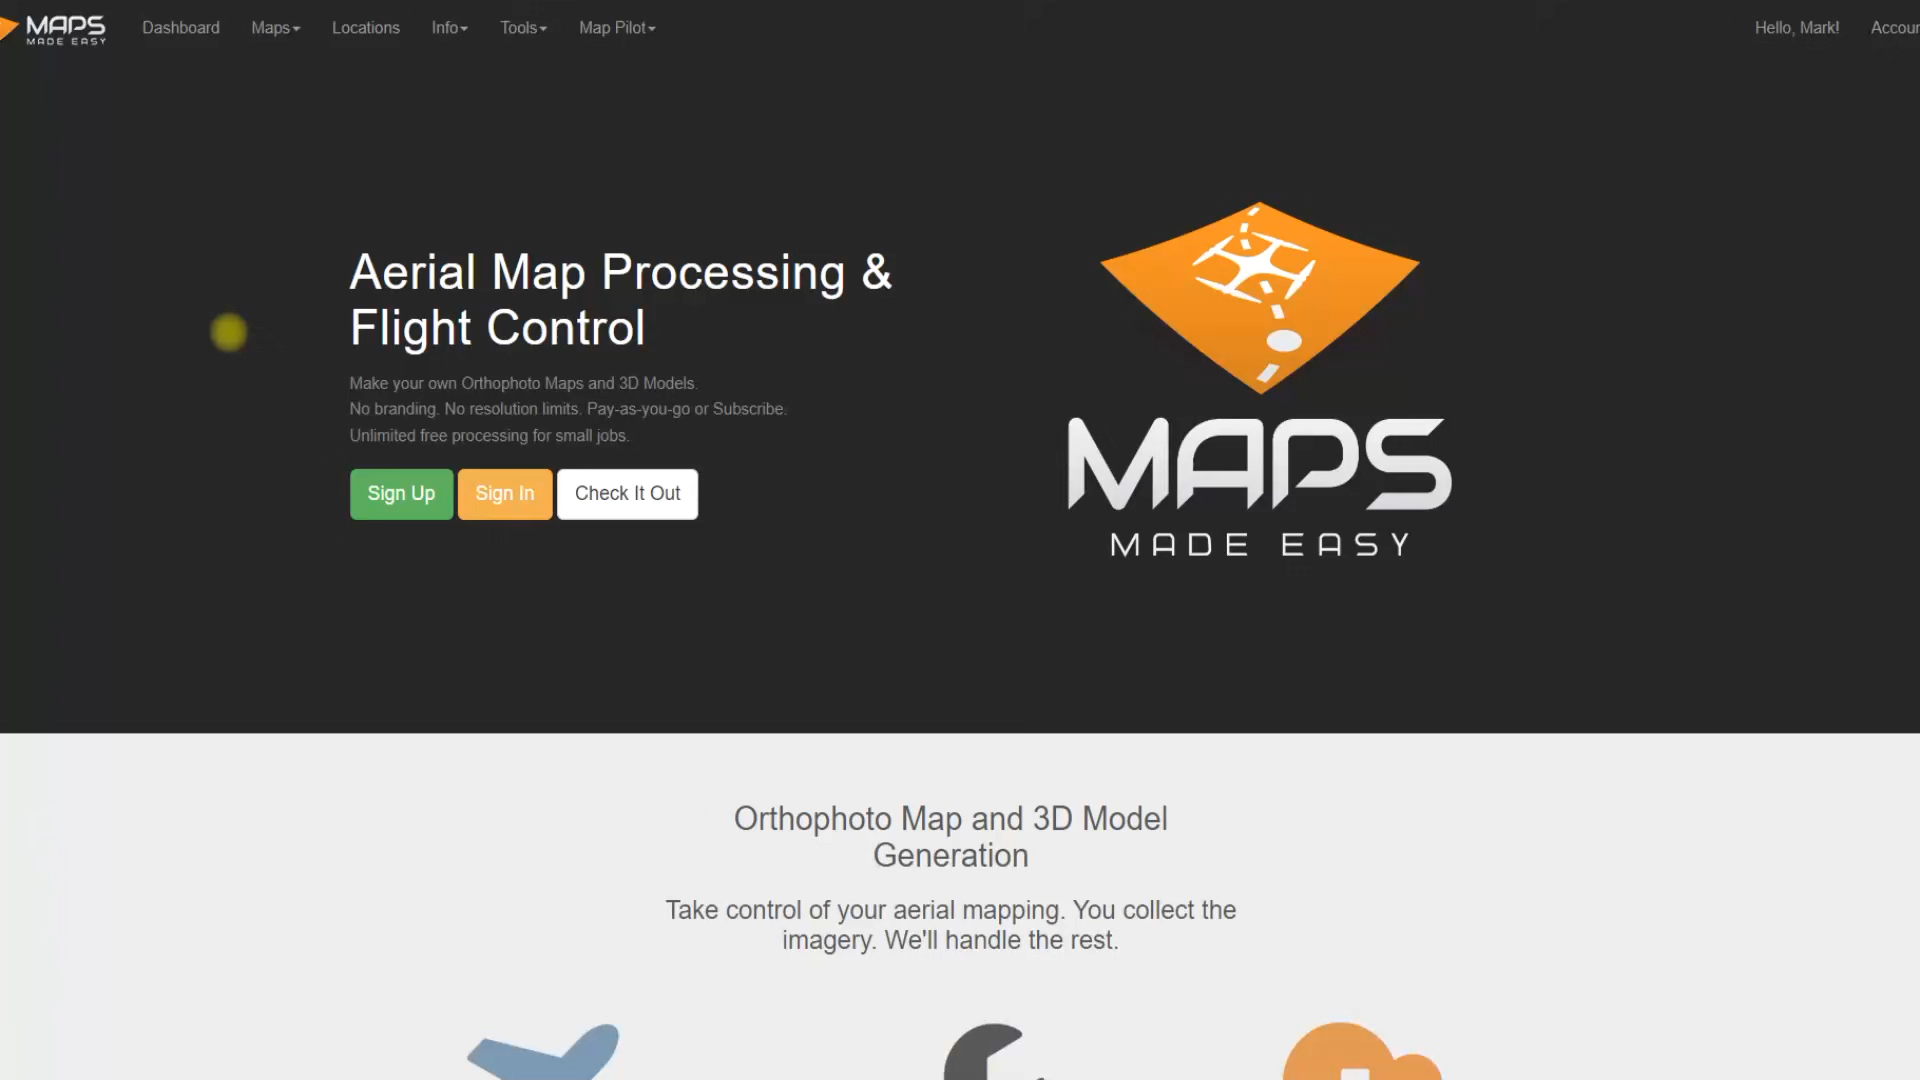 MAPS
MADE EASY
Dashboard
Maps
Locations
Info
Tools
Map Pilot
Hello, Mark!
Aerial Map Processing &
Flight Control
Make your own Orthophoto Maps and 3D Models.
No branding. No resolution limits. Pay-as-you-go or Subscribe.
Unlimited free processing for small jobs.
Sign Up
Sign In
Check It Out
MAPS
MADE EASY
Orthophoto Map and 3D Model
Generation
Take control of your aerial mapping. You collect the
imagery. We'll handle the rest.